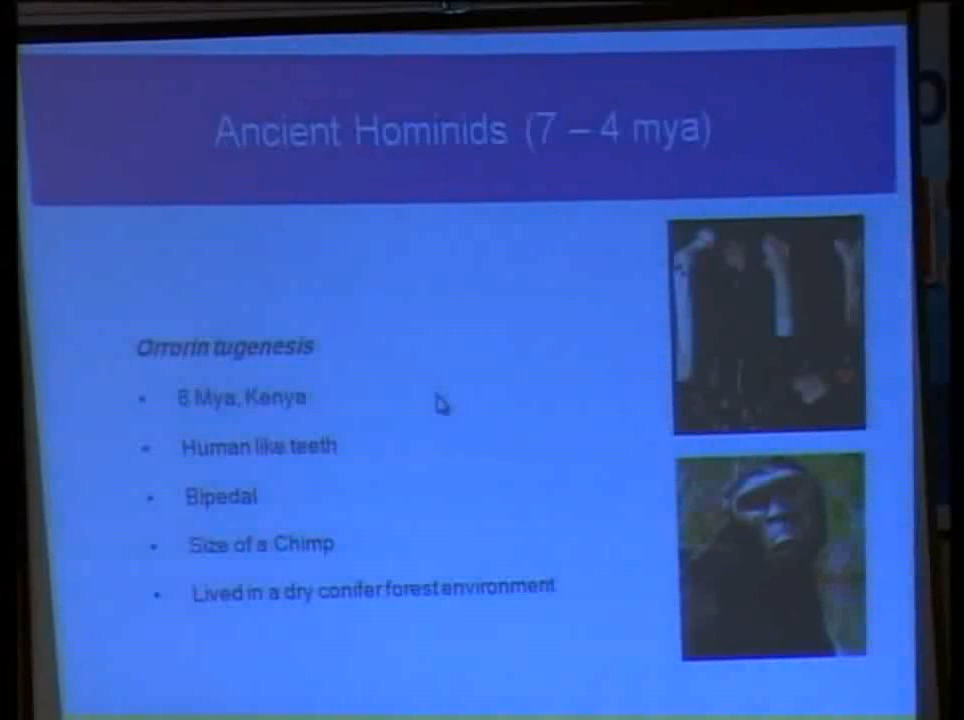 Ancient Hominids (7 – 4 mya)
Orrorin tugenesis
• 6 Mya, Kenya
• Human like teeth
• Bipedal
• Size of a Chimp
• Lived in a dry conifer forest environment